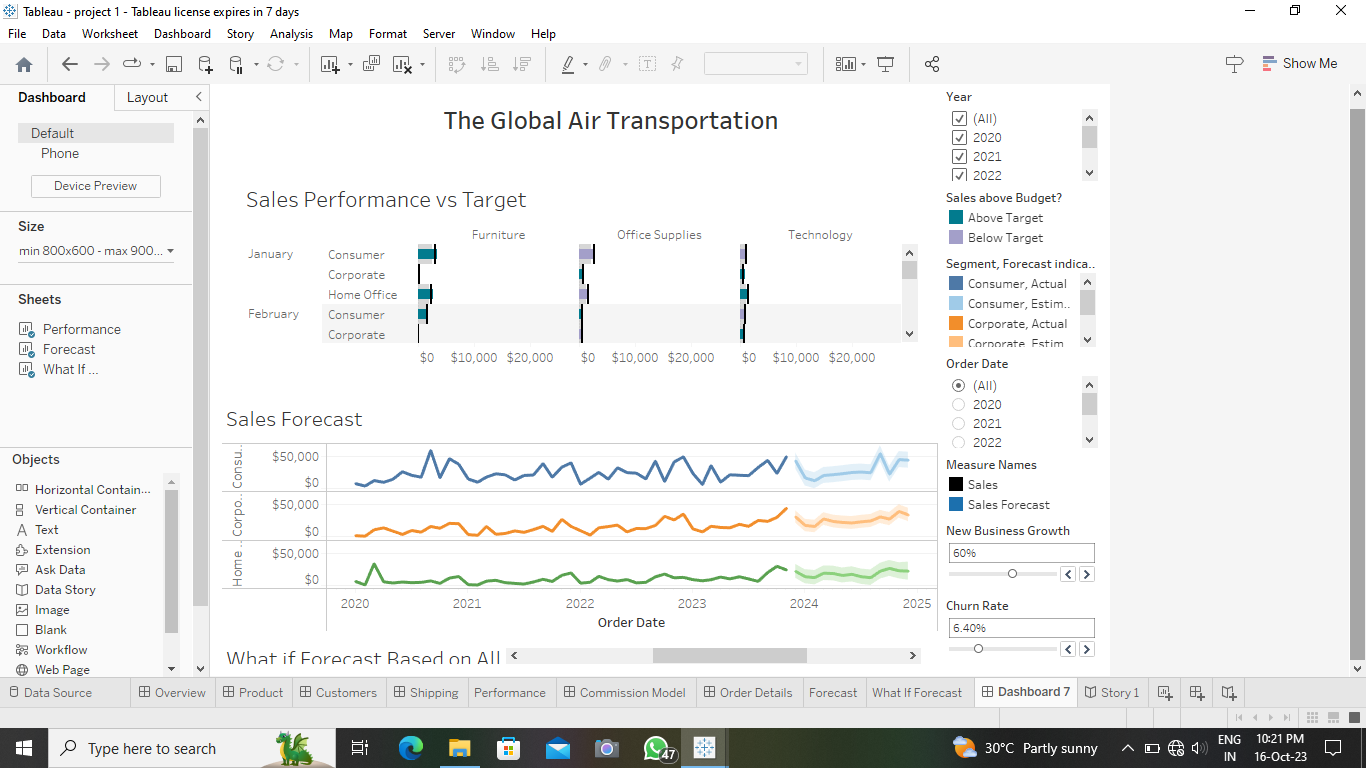 Tableau - project 1 - Tableau license expires in 7 days
File Data Worksheet Dashboard Story Analysis Map Format Server Window Help
Show Me
Dashboard Layout
Default
Phone
Device Preview
Size
min 800x600 - max 900...
Sheets
Performance
Forecast
What If ...
Objects
Horizontal Contain...
Vertical Container
Text
Extension
Ask Data
Data Story
Image
Blank
Workflow
Web Page
The Global Air Transportation
Sales Performance vs Target
Furniture Office Supplies Technology
January Consumer
Corporate
Home Office
February Consumer
Corporate
$0 $10,000 $20,000 $0 $10,000 $20,000 $0 $10,000 $20,000
Sales Forecast
Consu..
$50,000
$0
Corpo..
$50,000
$0
Home ..
$50,000
$0
2020 2021 2022 2023 2024 2025
Order Date
What if Forecast Based on All
Year
(All)
2020
2021
2022
Sales above Budget?
Above Target
Below Target
Segment, Forecast indica..
Consumer, Actual
Consumer, Estim..
Corporate, Actual
Corporate, Estim
Order Date
(All)
2020
2021
2022
Measure Names
Sales
Sales Forecast
New Business Growth
60%
Churn Rate
6.40%
Data Source Overview Product Customers Shipping Performance Commission Model Order Details Forecast What If Forecast Dashboard 7 Story 1
Type here to search
47
30°C Partly sunny
ENG
IN
10:21 PM
16-Oct-23